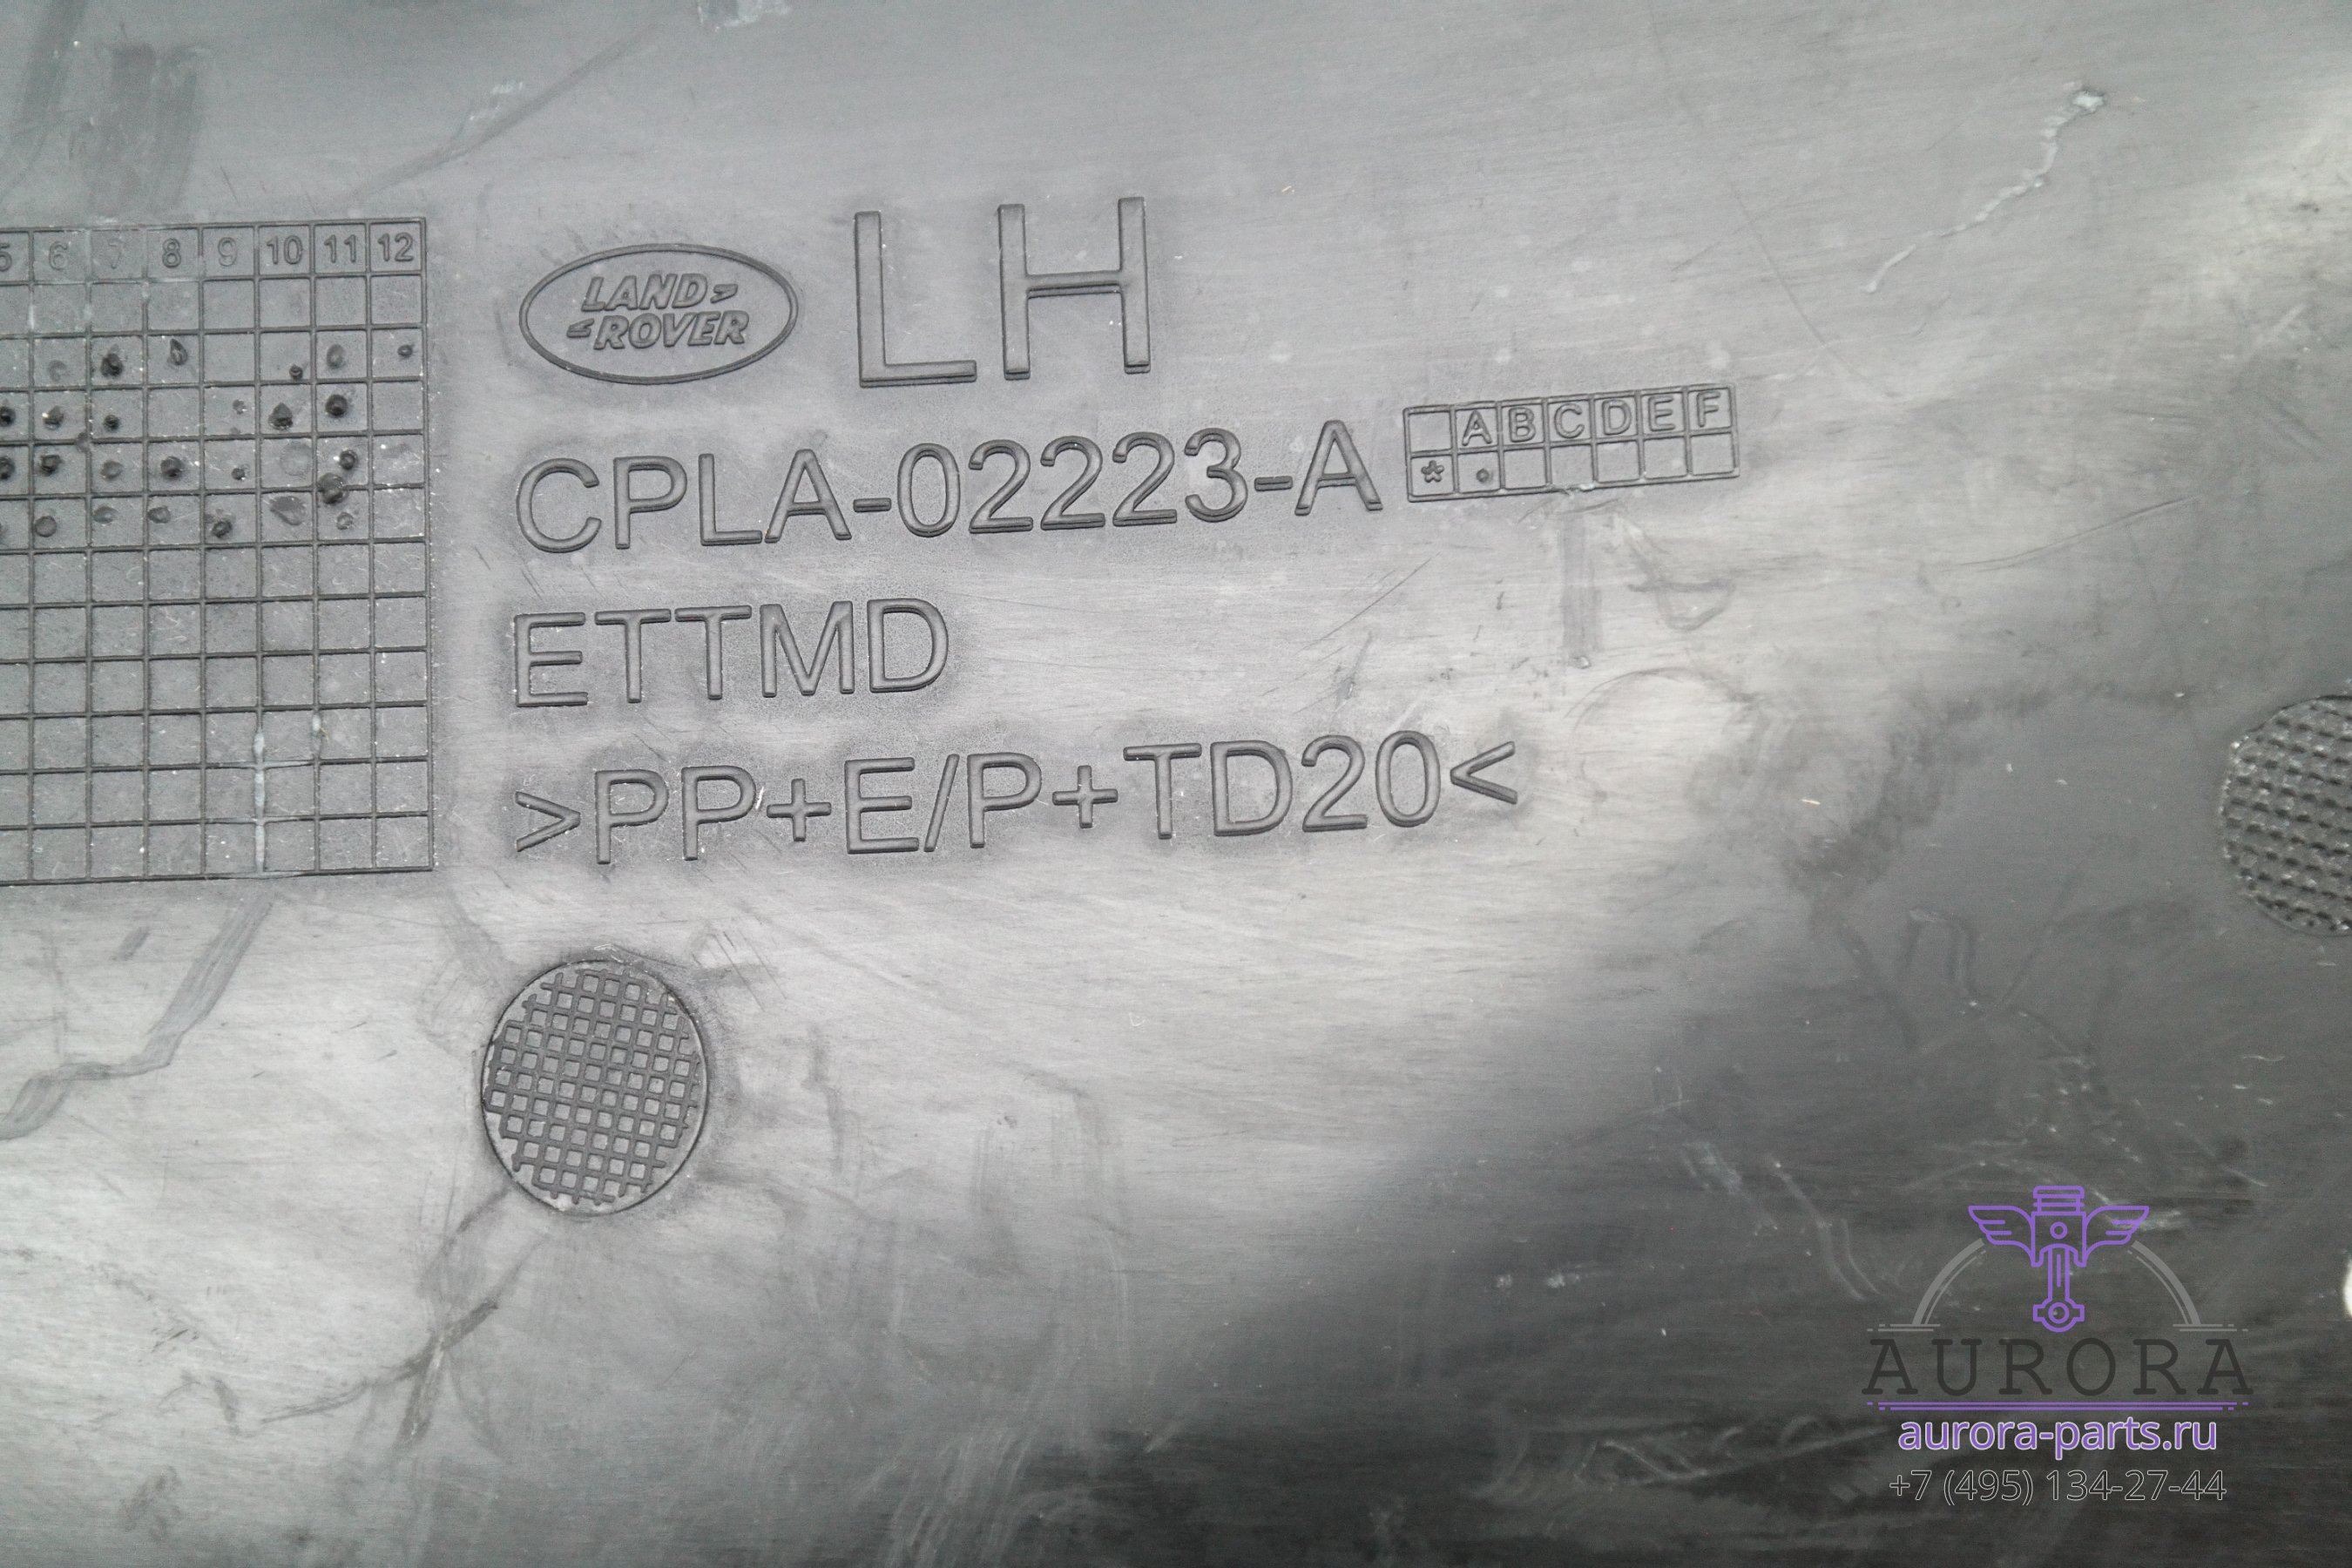 5 6 7 8 9 10 11 12
LAND
ROVER
LH
CPLA-02223-A
A B C D E F
*
ETTMD
>PP+E/P+TD20<
AURORA
aurora-parts.ru
+7 (495) 134-27-44